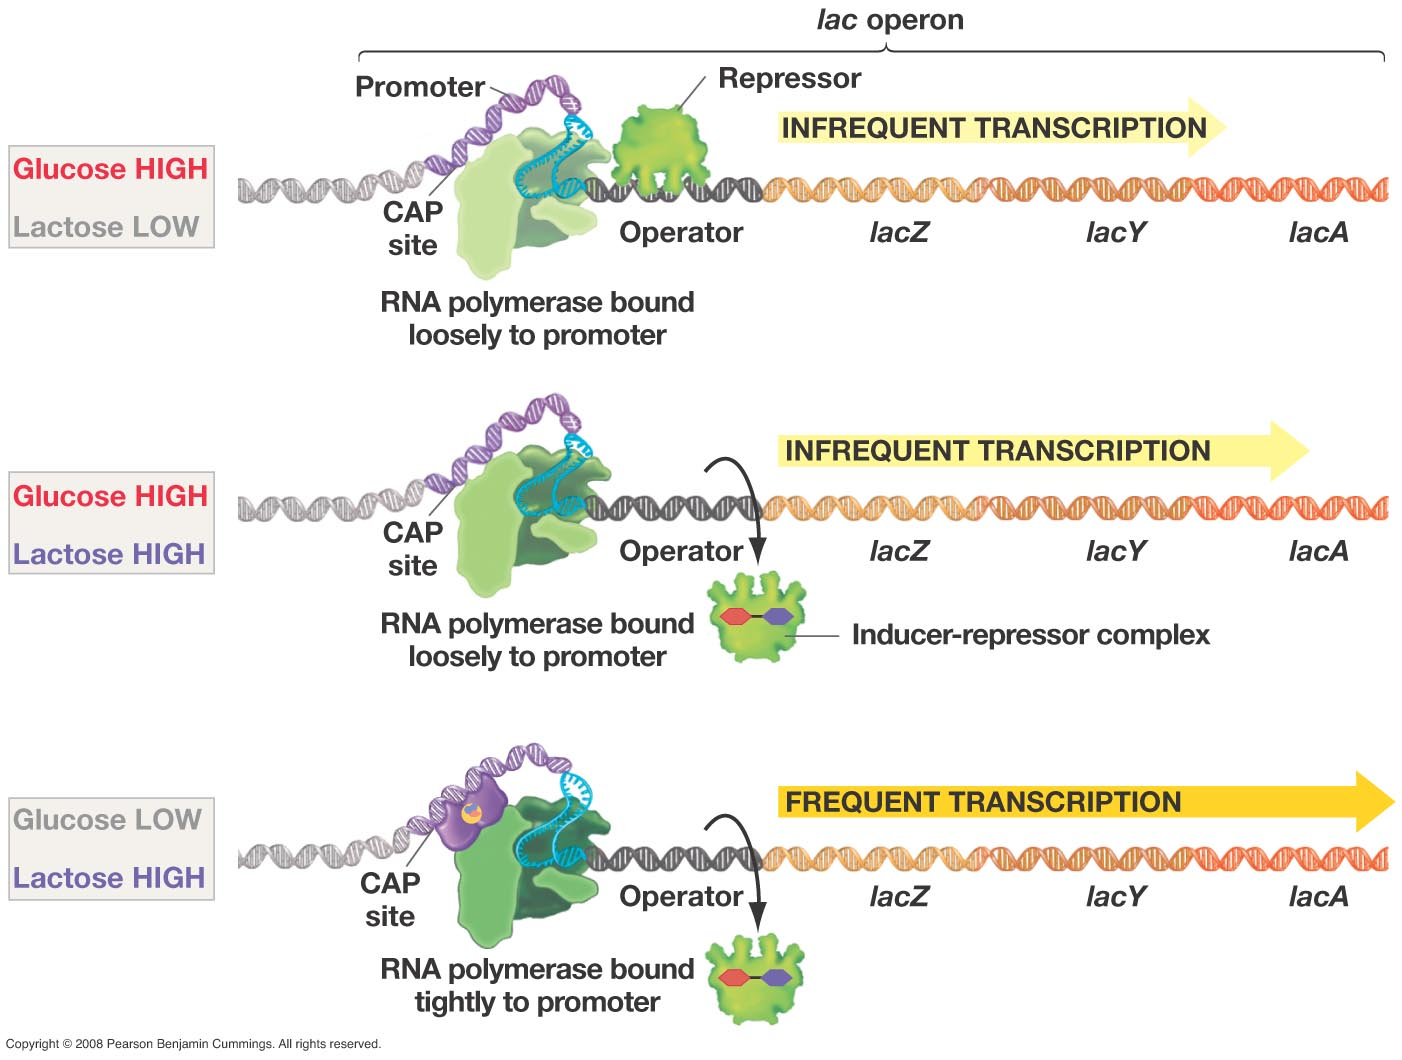 lac operon
Promoter
Repressor
INFREQUENT TRANSCRIPTION
Glucose HIGH
Lactose LOW
CAP
site
Operator
lacZ
lacY
lacA
RNA polymerase bound
loosely to promoter
INFREQUENT TRANSCRIPTION
Glucose HIGH
Lactose HIGH
CAP
site
Operator
lacZ
lacY
lacA
RNA polymerase bound
loosely to promoter
Inducer-repressor complex
FREQUENT TRANSCRIPTION
Glucose LOW
Lactose HIGH
CAP
site
Operator
lacZ
lacY
lacA
RNA polymerase bound
tightly to promoter
Copyright © 2008 Pearson Benjamin Cummings. All rights reserved.